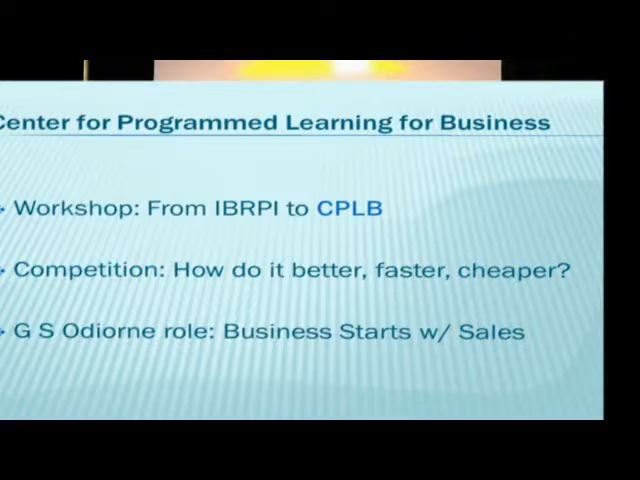 Center for Programmed Learning for Business
Workshop: From IBRPI to CPLB
Competition: How do it better, faster, cheaper?
G S Odiorne role: Business Starts w/ Sales